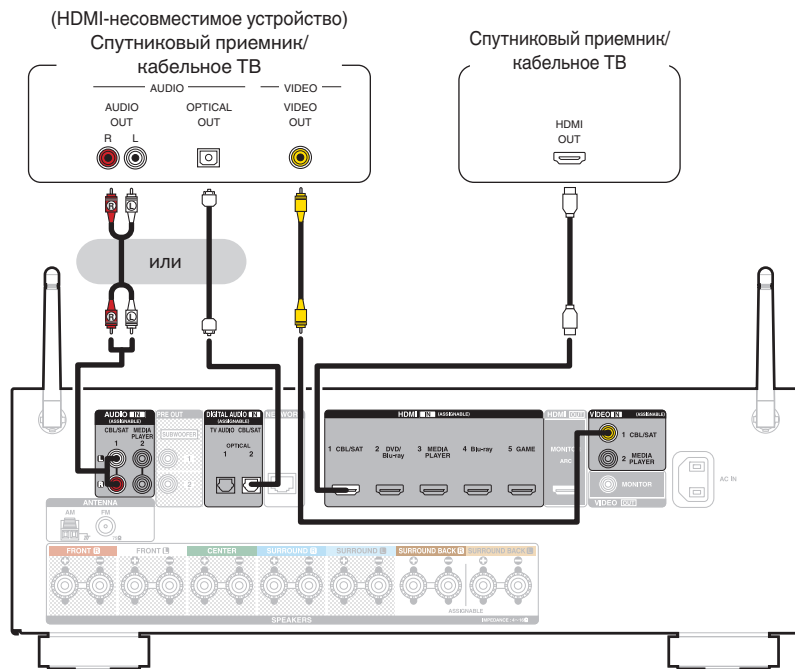 (HDMI-несовместимое устройство)
Спутниковый приемник/
кабельное ТВ
AUDIO
VIDEO
AUDIO
OUT
OPTICAL
OUT
VIDEO
OUT
R L
Спутниковый приемник/
кабельное ТВ
HDMI
OUT
R L
или
R L
AUDIO IN
(ASSIGNABLE)
CBL/SAT
1
MEDIA
PLAYER
2
L
R
PRE OUT
SUBWOOFER
1
2
DIGITAL AUDIO IN
(ASSIGNABLE)
TV AUDIO CBL/SAT
OPTICAL
1 2
NETWORK
HDMI IN (ASSIGNABLE)
1 CBL/SAT
2 DVD/
Blu-ray
3 MEDIA
PLAYER
4 Blu-ray
5 GAME
HDMI OUT
MONITOR
ARC
VIDEO IN (ASSIGNABLE)
1 CBL/SAT
2 MEDIA
PLAYER
MONITOR
VIDEO OUT
AC IN
ANTENNA
AM FM
FRONT R
FRONT L
CENTER
SURROUND R
SURROUND L
SURROUND BACK R
SURROUND BACK L
ASSIGNABLE
SPEAKERS